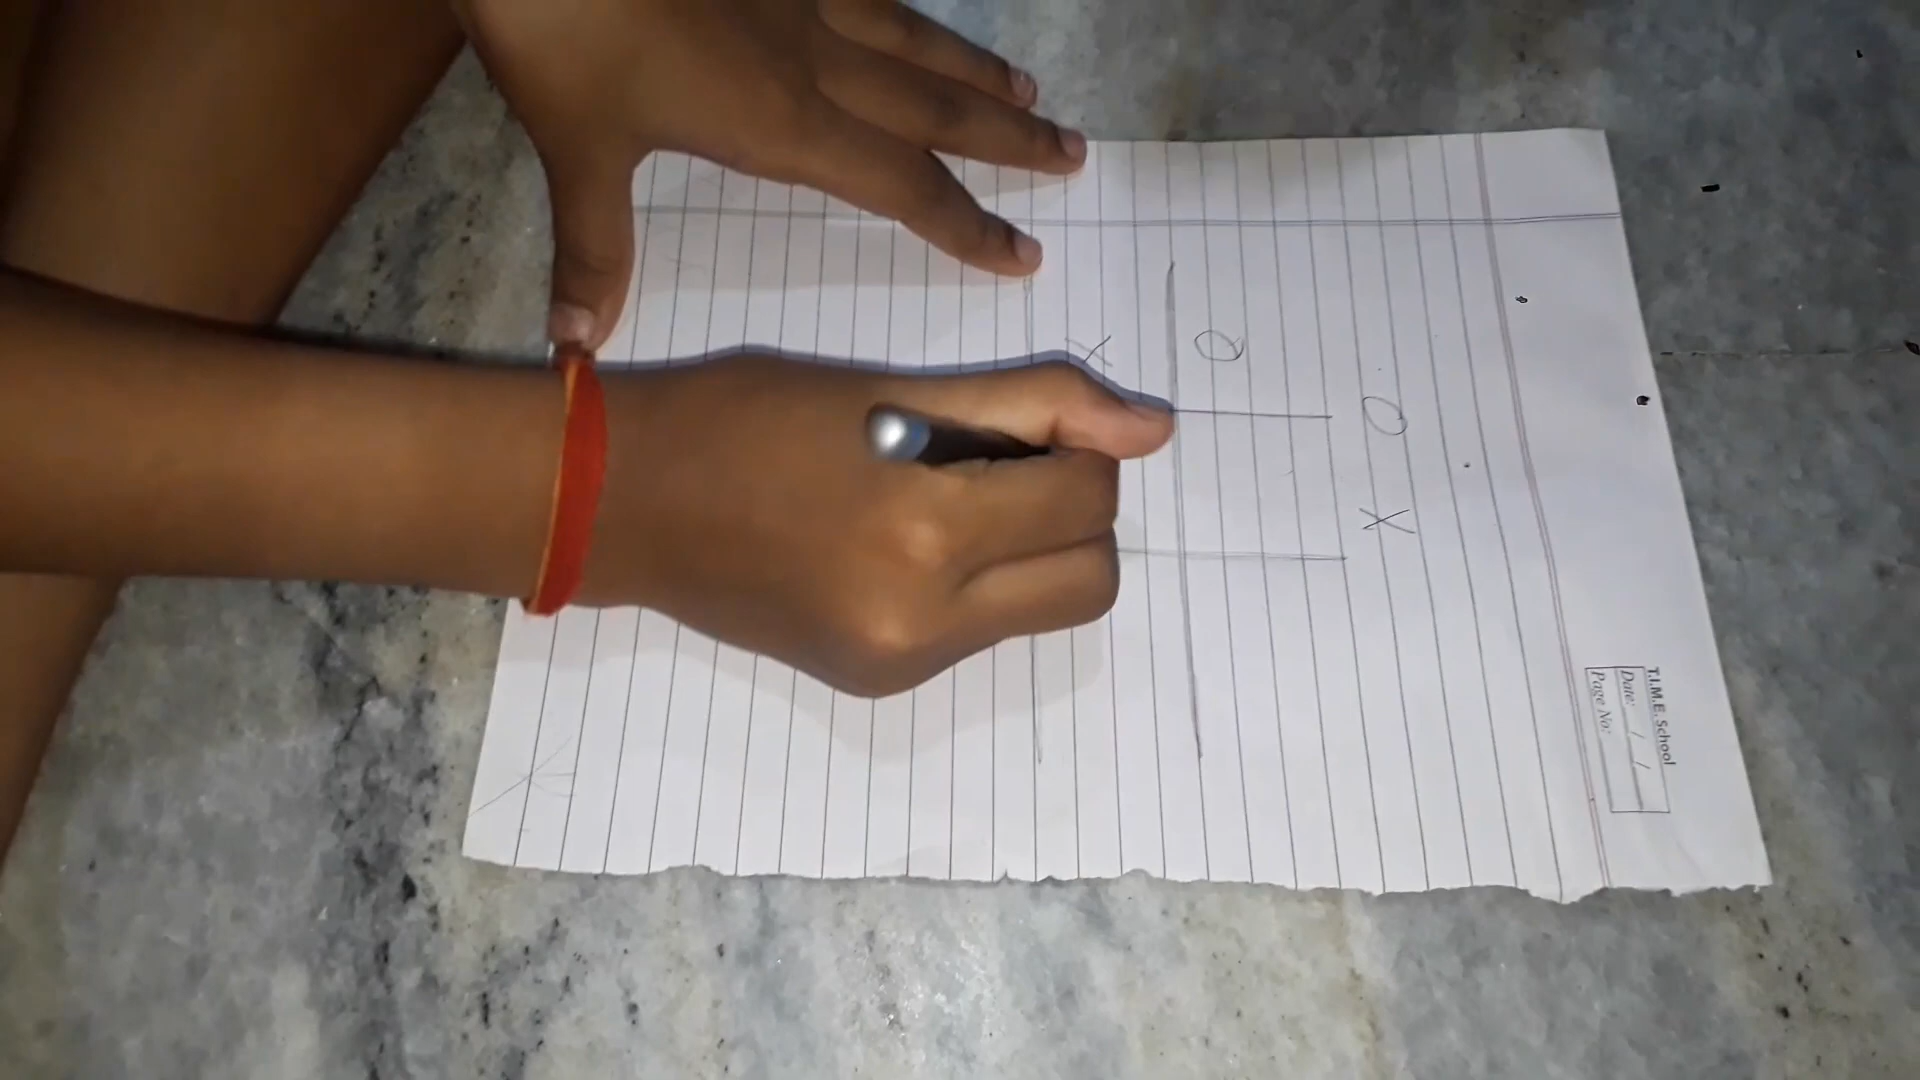 T.I.M.E. School
Date: / /
Page No:
O X
O
X